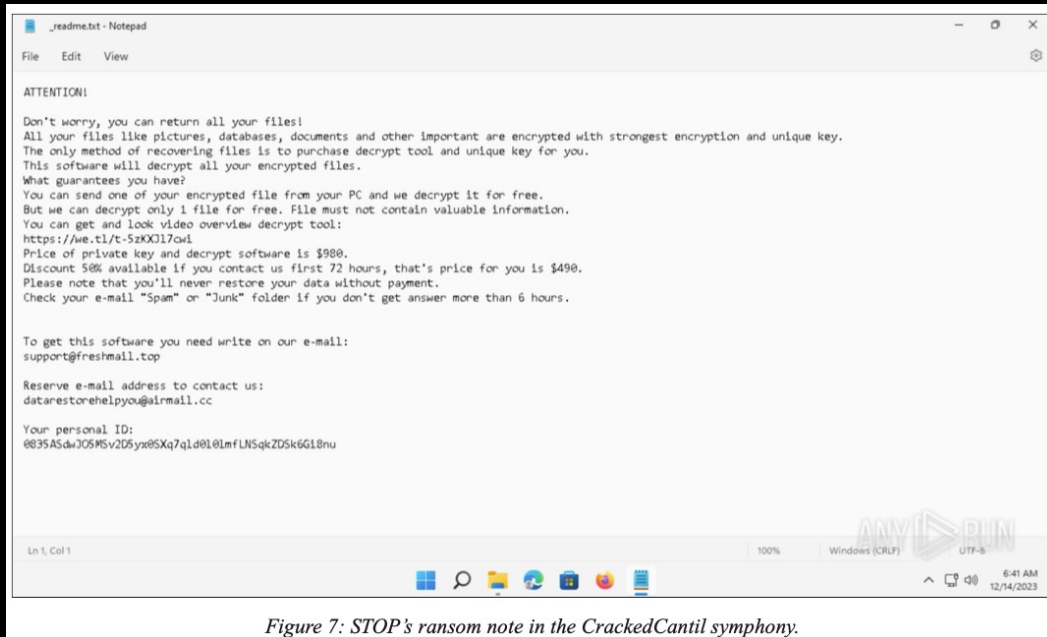 _readme.txt - Notepad
File Edit View
ATTENTION!
Don't worry, you can return all your files!
All your files like pictures, databases, documents and other important are encrypted with strongest encryption and unique key.
The only method of recovering files is to purchase decrypt tool and unique key for you.
This software will decrypt all your encrypted files.
What guarantees you have?
You can send one of your encrypted file from your PC and we decrypt it for free.
But we can decrypt only 1 file for free. File must not contain valuable information.
You can get and look video overview decrypt tool:
https://we.tl/t-5zKXJl7cwi
Price of private key and decrypt software is $980.
Discount 50% available if you contact us first 72 hours, that's price for you is $490.
Please note that you'll never restore your data without payment.
Check your e-mail "Spam" or "Junk" folder if you don't get answer more than 6 hours.
To get this software you need write on our e-mail:
support@freshmail.top
Reserve e-mail address to contact us:
datarestorehelpyou@airmail.cc
Your personal ID:
0835ASdwJO5MSv2D5yx0SXq7qld0l0lmfLNSqkZDSk6Gi8nu
ANY RUN
Ln 1, Col 1 100% Windows (CRLF) UTF-8
6:41 AM
12/14/2023
Figure 7: STOP's ransom note in the CrackedCantil symphony.